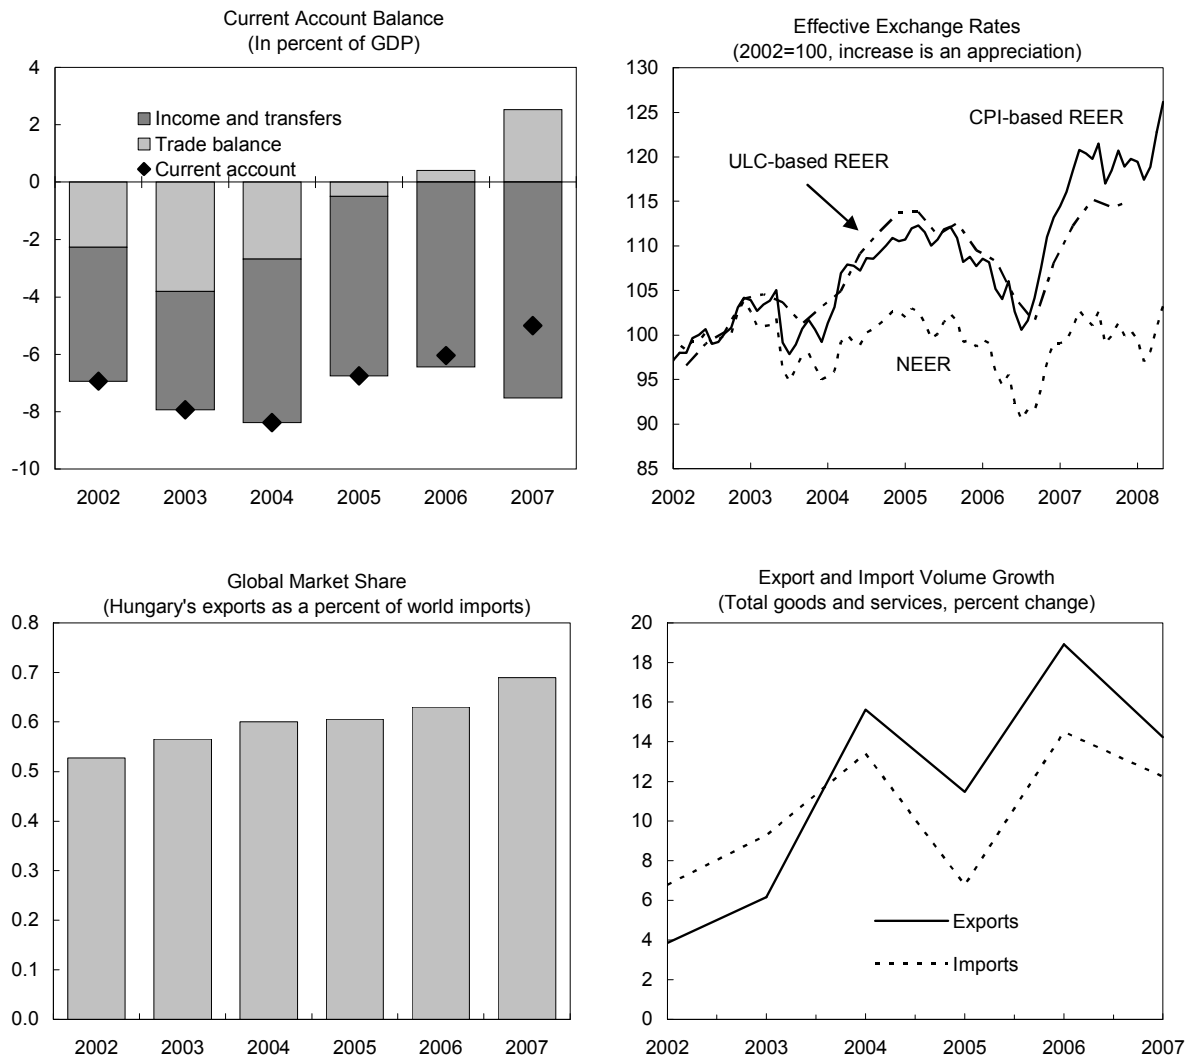 Current Account Balance
(In percent of GDP)
4
2
0
-2
-4
-6
-8
-10
Income and transfers
Trade balance
Current account
2002 2003 2004 2005 2006 2007
Effective Exchange Rates
(2002=100, increase is an appreciation)
130
125
120
115
110
105
100
95
90
85
CPI-based REER
ULC-based REER
NEER
2002 2003 2004 2005 2006 2007 2008
Global Market Share
(Hungary's exports as a percent of world imports)
0.8
0.7
0.6
0.5
0.4
0.3
0.2
0.1
0.0
2002 2003 2004 2005 2006 2007
Export and Import Volume Growth
(Total goods and services, percent change)
20
18
16
14
12
10
8
6
4
2
0
Exports
Imports
2002 2003 2004 2005 2006 2007